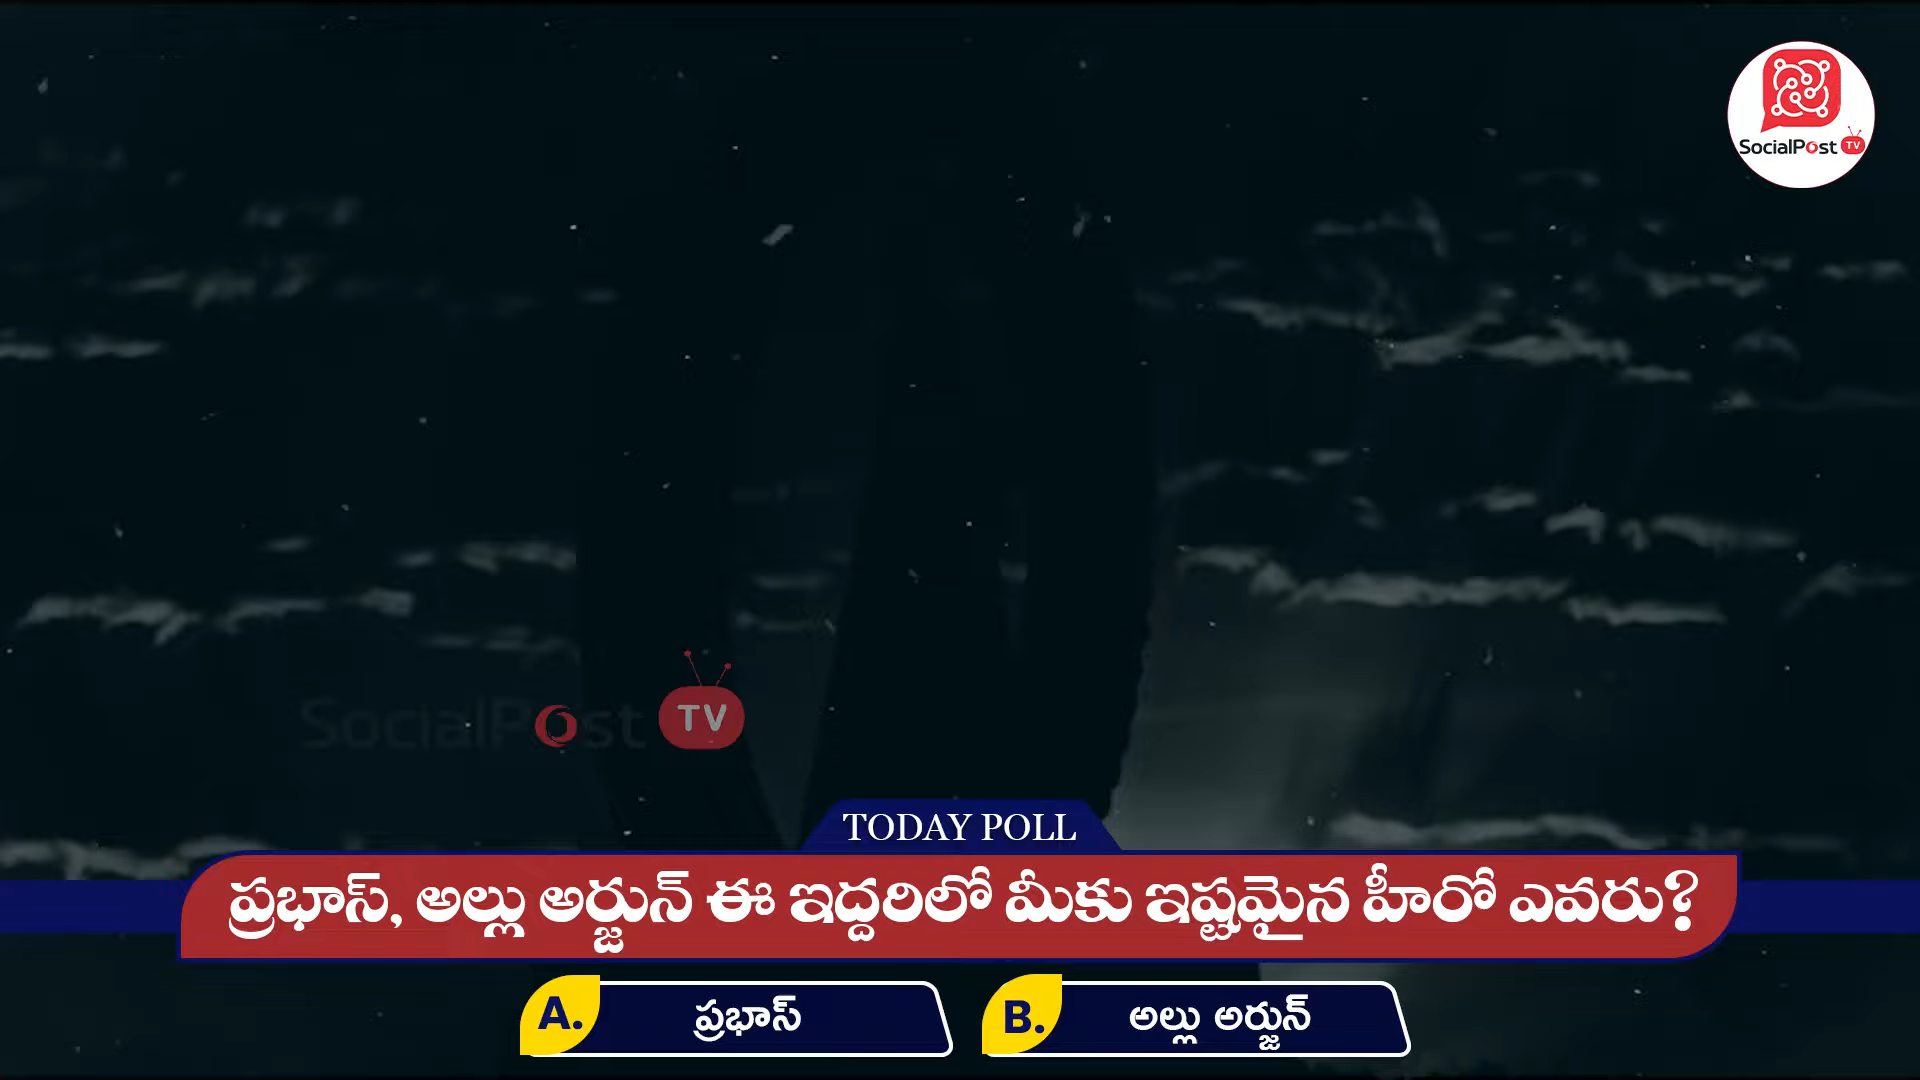 SocialPost TV
SocialPost TV
TODAY POLL
ప్రభాస్, అల్లు అర్జున్ ఈ ఇద్దరిలో మీకు ఇష్టమైన హీరో ఎవరు?
A. ప్రభాస్
B. అల్లు అర్జున్